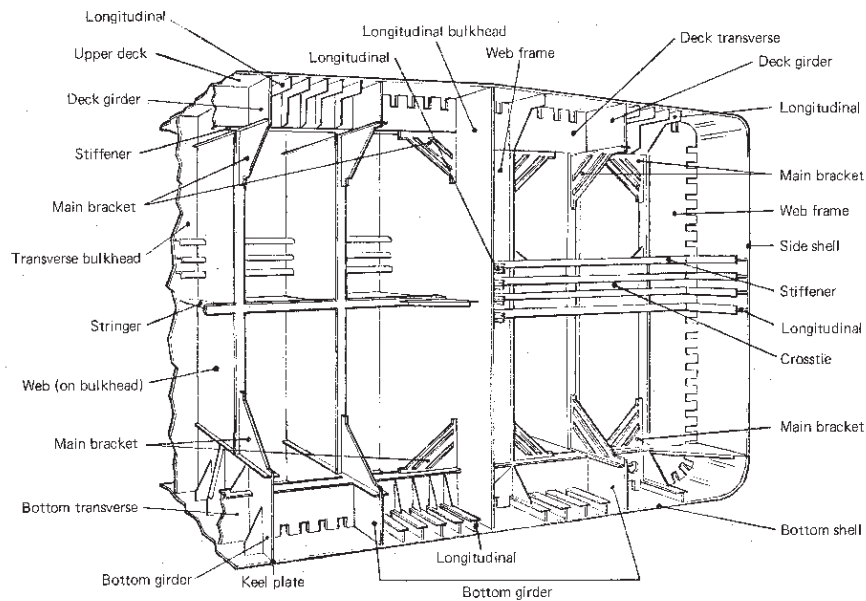 Longitudinal
Upper deck
Deck girder
Stiffener
Main bracket
Transverse bulkhead
Stringer
Web (on bulkhead)
Main bracket
Bottom transverse
Bottom girder
Keel plate
Longitudinal bulkhead
Longitudinal
Web frame
Deck transverse
Deck girder
Longitudinal
Main bracket
Web frame
Side shell
Stiffener
Longitudinal
Crosstie
Main bracket
Bottom shell
Longitudinal
Bottom girder